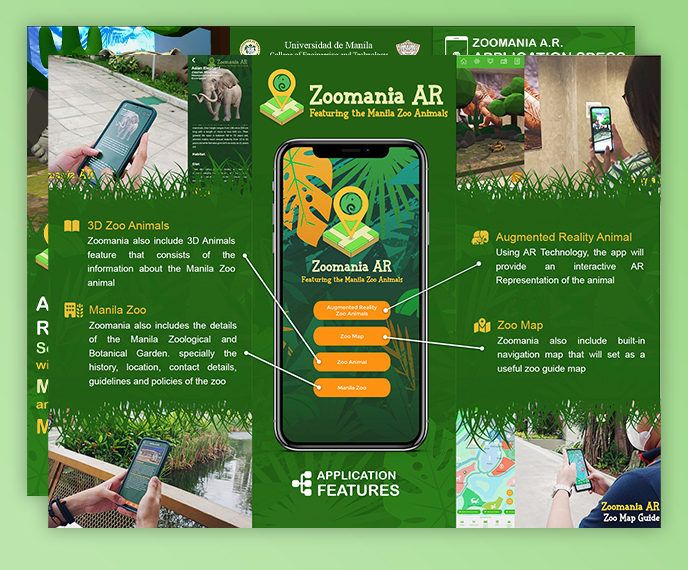 Universidad de Manila
College of Engineering and Technology
ZOOMANIA A.R.
APPLICATION SPECS
Zoomania AR
Asian Elephant
Habitat
Diet
Zoomania AR
Featuring the Manila Zoo Animals
3D Zoo Animals
Zoomania also include 3D Animals
feature that consists of the
information about the Manila Zoo
animal
Manila Zoo
Zoomania also includes the details
of the Manila Zoological and
Botanical Garden. specially the
history, location, contact details,
guidelines and policies of the zoo
Zoomania AR
Featuring the Manila Zoo Animals
Augmented Reality
Zoo Animals
Zoo Map
Zoo Animal
Manila Zoo
Augmented Reality Animal
Using AR Technology, the app will
provide an interactive AR
Representation of the animal
Zoo Map
Zoomania also include built-in
navigation map that will set as a
useful zoo guide map
APPLICATION
FEATURES
Zoomania AR
Zoo Map Guide